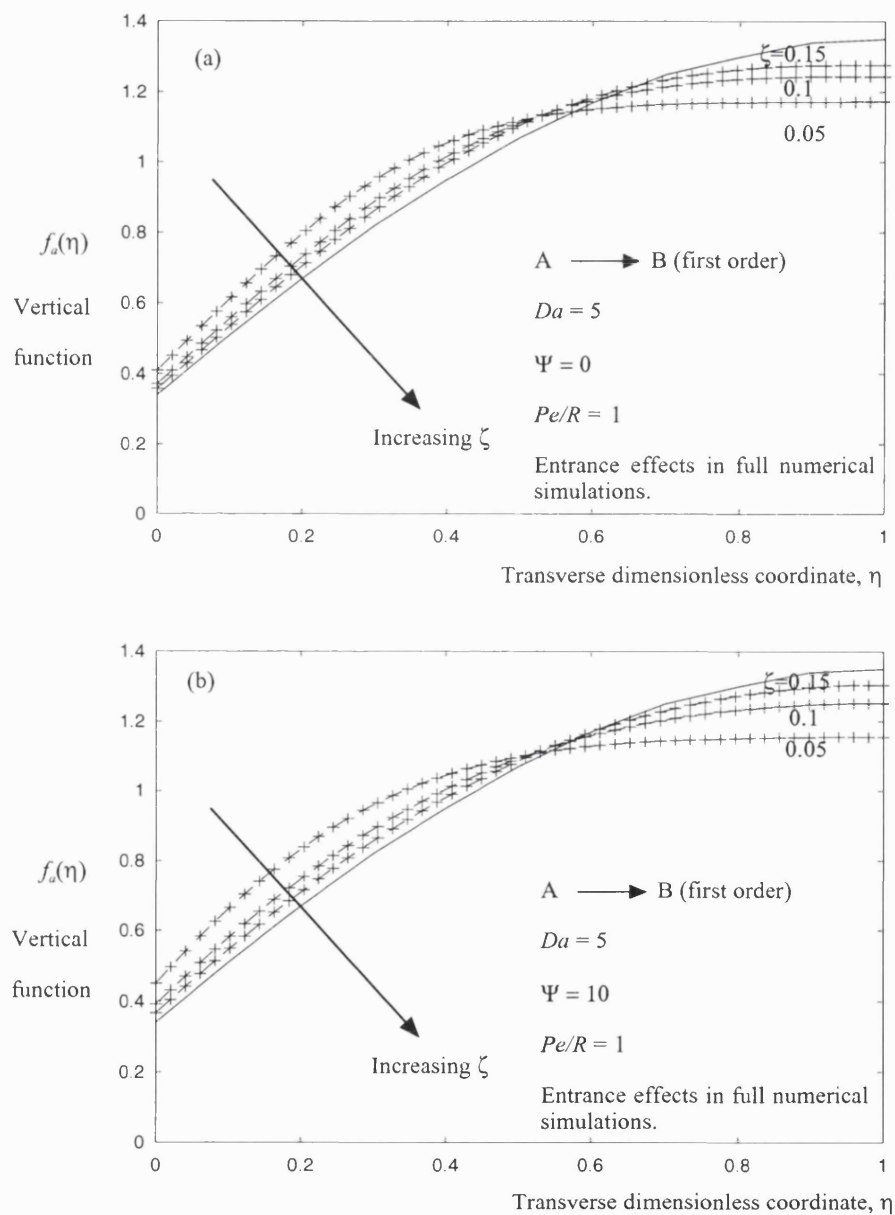 (a)
1.4
1.2
1
0.8
0.6
0.4
0.2
0
fa(η)
Vertical
function
ζ=0.15
0.1
0.05
A → B (first order)
Da = 5
Ψ = 0
Pe/R = 1
Entrance effects in full numerical
simulations.
Increasing ζ
0 0.2 0.4 0.6 0.8 1
Transverse dimensionless coordinate, η
(b)
1.4
1.2
1
0.8
0.6
0.4
0.2
0
fa(η)
Vertical
function
ζ=0.15
0.1
0.05
A → B (first order)
Da = 5
Ψ = 10
Pe/R = 1
Entrance effects in full numerical
simulations.
Increasing ζ
0 0.2 0.4 0.6 0.8 1
Transverse dimensionless coordinate, η